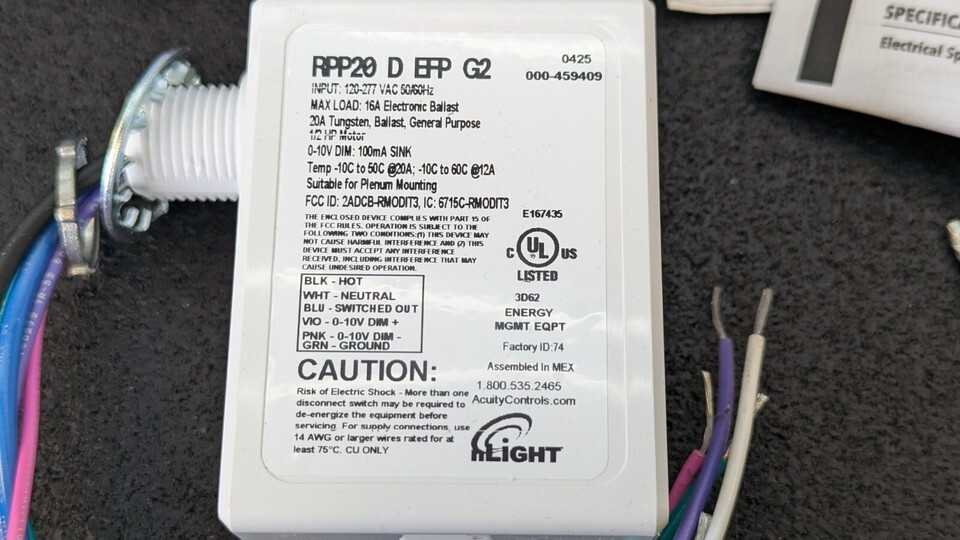 RPP20 D EFP G2
0425
000-459409
INPUT: 120-277 VAC 50/60Hz
MAX LOAD: 16A Electronic Ballast
20A Tungsten, Ballast, General Purpose
1/2 HP Motor
0-10V DIM: 100mA SINK
Temp -10C to 50C @20A; -10C to 60C @12A
Suitable for Plenum Mounting
FCC ID: 2ADCB-RMODIT3, IC: 6715C-RMODIT3
THE ENCLOSED DEVICE COMPLIES WITH PART 15 OF
THE FCC RULES. OPERATION IS SUBJECT TO THE
FOLLOWING TWO CONDITIONS:(1) THIS DEVICE MAY
NOT CAUSE HARMFUL INTERFERENCE AND (2) THIS
DEVICE MUST ACCEPT ANY INTERFERENCE
RECEIVED, INCLUDING INTERFERENCE THAT MAY
CAUSE UNDESIRED OPERATION.
E167435
C UL US
LISTED
3D62
ENERGY
MGMT EQPT
Factory ID:74
Assembled In MEX
1.800.535.2465
AcuityControls.com
nLIGHT
BLK - HOT
WHT - NEUTRAL
BLU - SWITCHED OUT
VIO - 0-10V DIM +
PNK - 0-10V DIM -
GRN - GROUND
CAUTION:
Risk of Electric Shock - More than one
disconnect switch may be required to
de-energize the equipment before
servicing. For supply connections, use
14 AWG or larger wires rated for at
least 75°C. CU ONLY
SPECIFICA
Electrical Sp